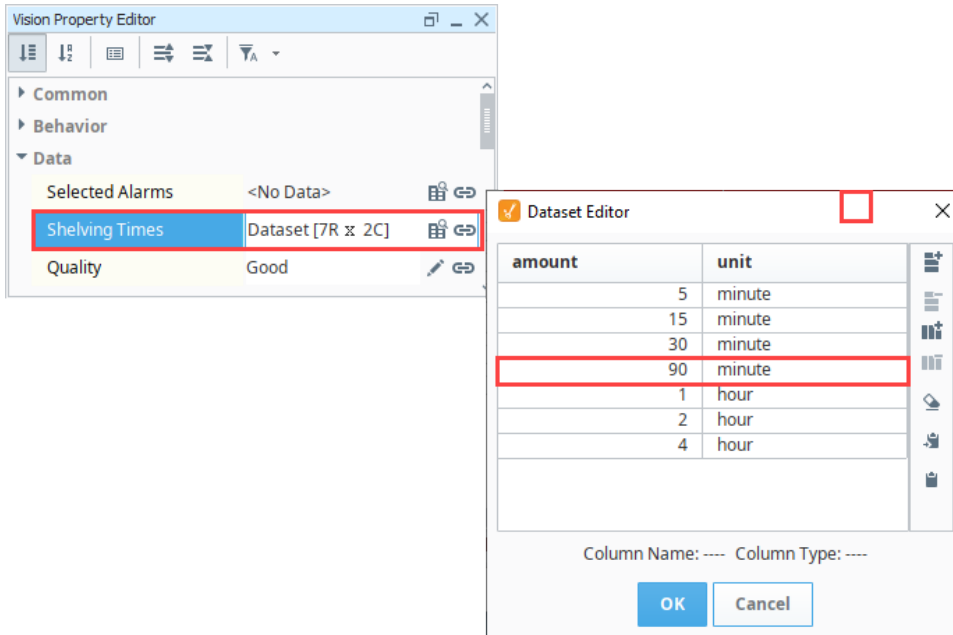 Vision Property Editor
Common
Behavior
Data
Selected Alarms <No Data>
Shelving Times Dataset [7R x 2C]
Quality Good
Dataset Editor
amount unit
5 minute
15 minute
30 minute
90 minute
1 hour
2 hour
4 hour
Column Name: ---- Column Type: ----
OK Cancel